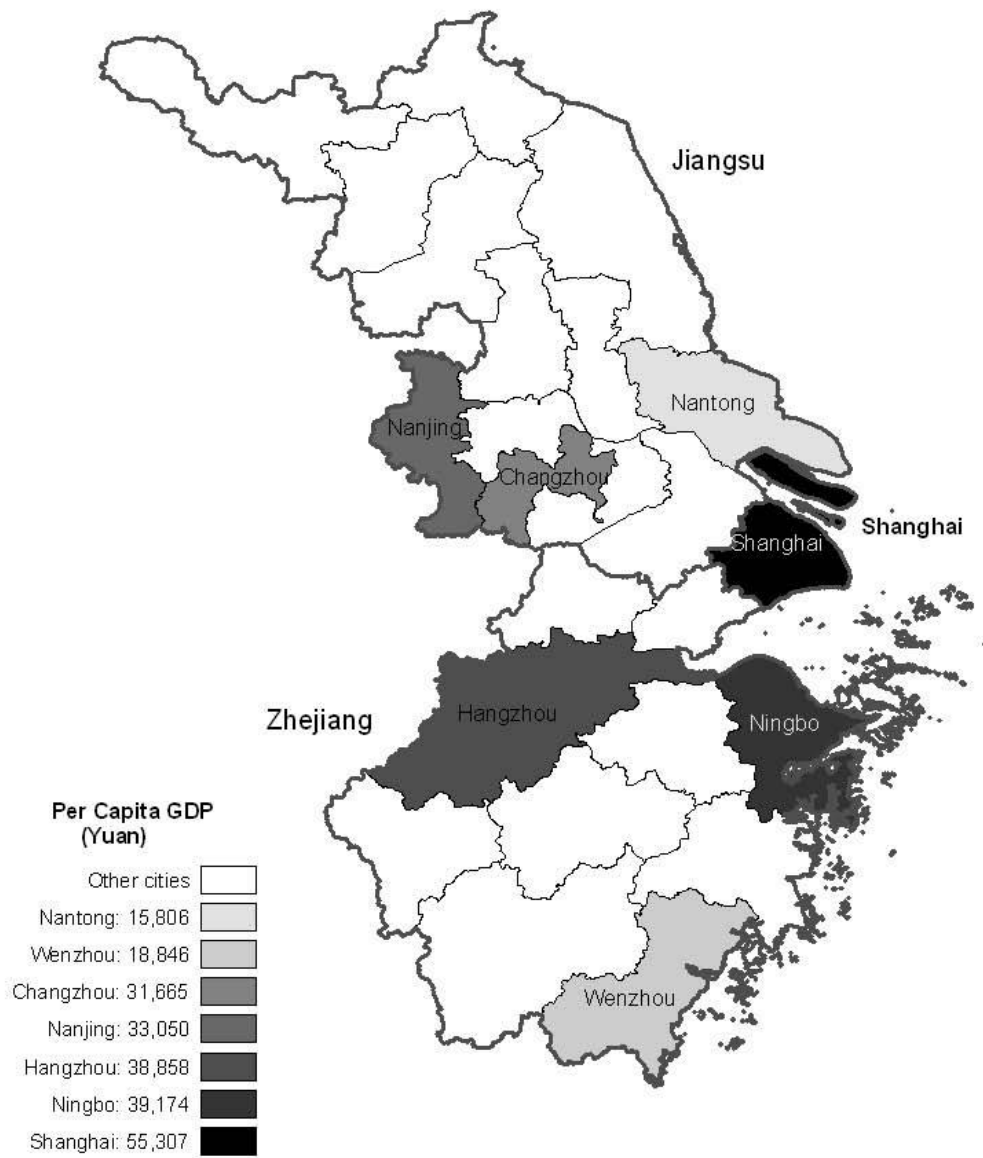 Jiangsu
Nantong
Nanjing
Changzhou
Shanghai
Shanghai
Zhejiang
Hangzhou
Ningbo
Wenzhou
Per Capita GDP
(Yuan)
Other cities
Nantong: 15,806
Wenzhou: 18,846
Changzhou: 31,665
Nanjing: 33,050
Hangzhou: 38,858
Ningbo: 39,174
Shanghai: 55,307